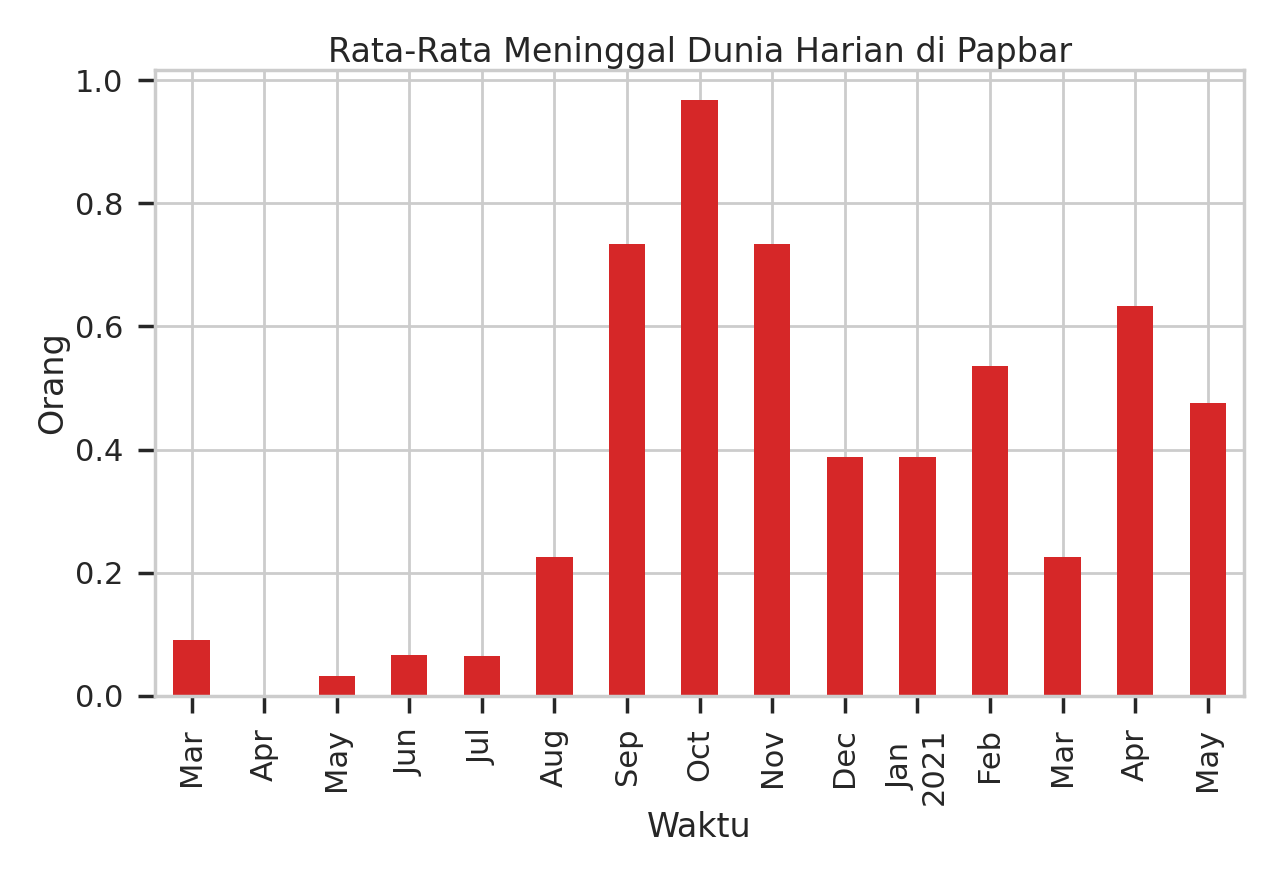 Rata-Rata Meninggal Dunia Harian di Papbar
1.0
0.8
0.6
0.4
0.2
0.0
Orang
Mar
Apr
May
Jun
Jul
Aug
Sep
Oct
Nov
Dec
Jan
2021
Feb
Mar
Apr
May
Waktu